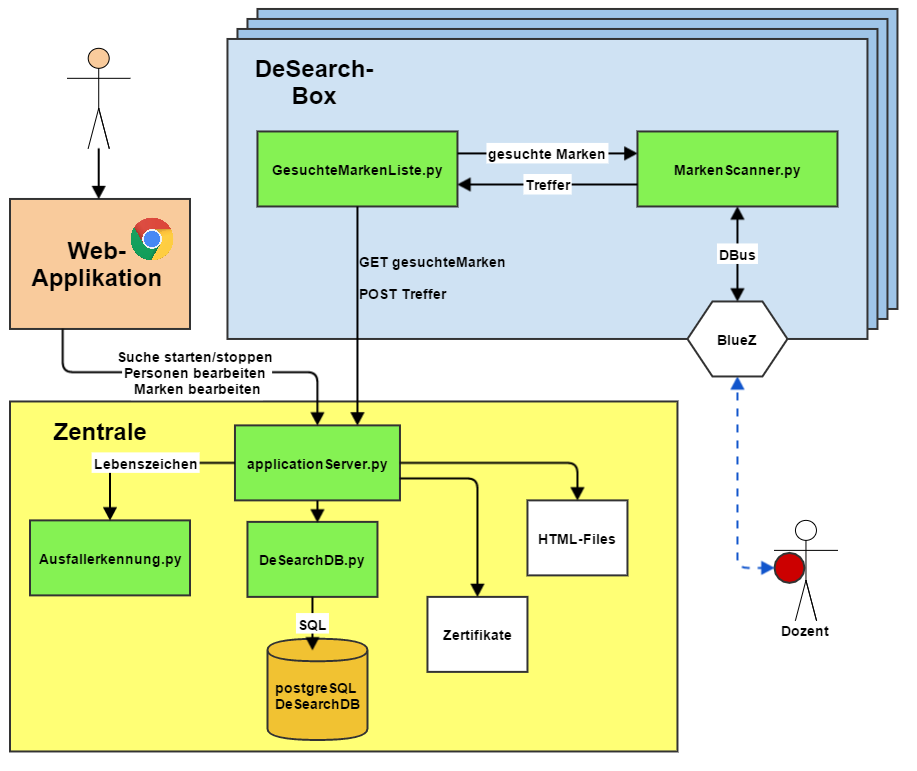 DeSearch-
Box
GesuchteMarkenListe.py
gesuchte Marken
Treffer
MarkenScanner.py
DBus
BlueZ
GET gesuchteMarken
POST Treffer
Web-
Applikation
Suche starten/stoppen
Personen bearbeiten
Marken bearbeiten
Zentrale
applicationServer.py
Lebenszeichen
Ausfallerkennung.py
DeSearchDB.py
SQL
postgreSQL
DeSearchDB
HTML-Files
Zertifikate
Dozent